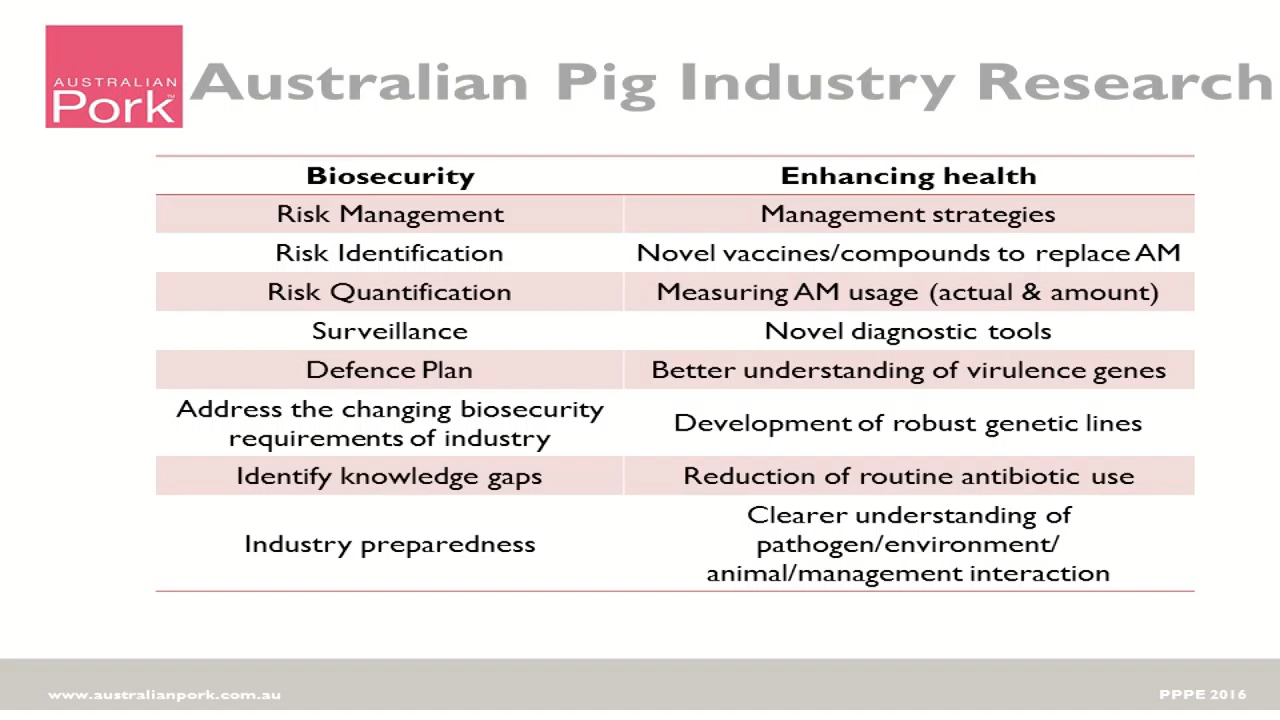 AUSTRALIAN
Pork™
Australian Pig Industry Research
Biosecurity Enhancing health
Risk Management Management strategies
Risk Identification Novel vaccines/compounds to replace AM
Risk Quantification Measuring AM usage (actual & amount)
Surveillance Novel diagnostic tools
Defence Plan Better understanding of virulence genes
Address the changing biosecurity
requirements of industry
Development of robust genetic lines
Identify knowledge gaps Reduction of routine antibiotic use
Industry preparedness
Clearer understanding of
pathogen/environment/
animal/management interaction
www.australianpork.com.au PPPE 2016